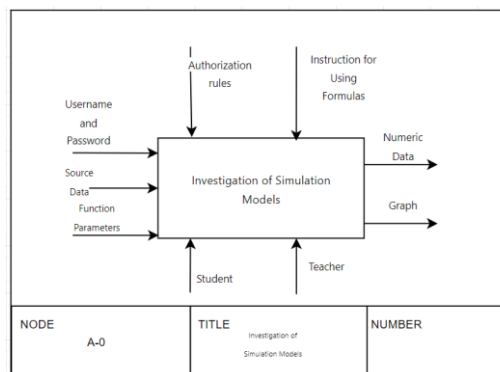 Authorization
rules
Instruction for
Using
Formulas
Username
and
Password
Source
Data
Function
Parameters
Investigation of Simulation
Models
Numeric
Data
Graph
Student
Teacher
NODE
A-0
TITLE
Investigation of
Simulation Models
NUMBER